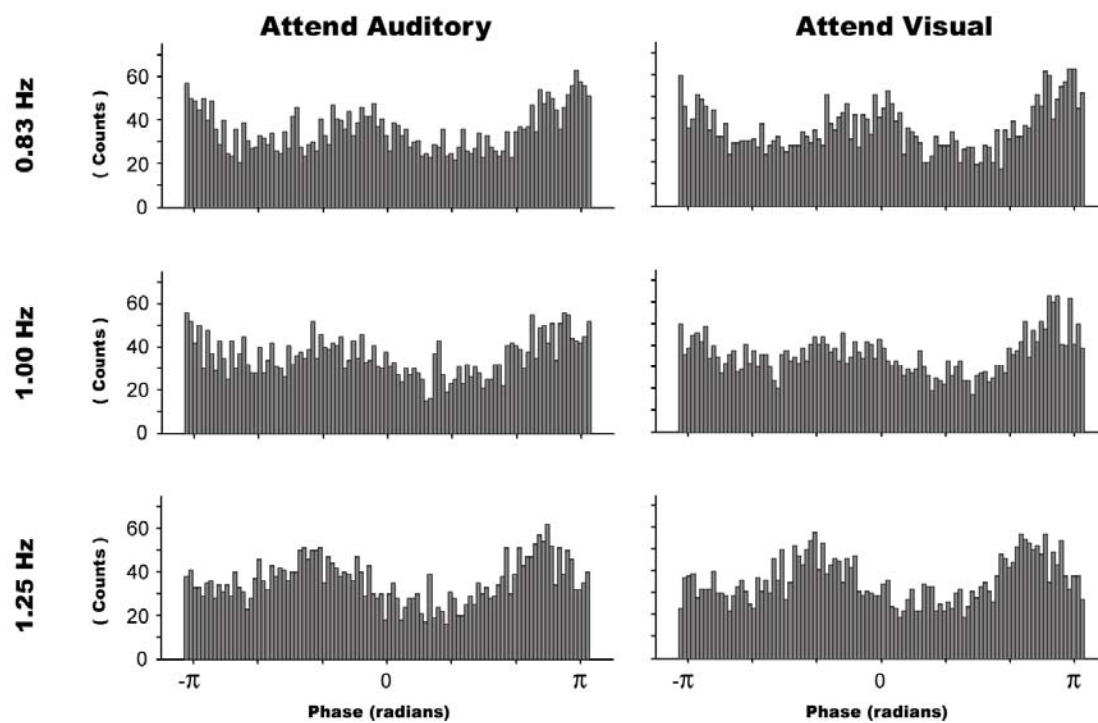 Attend Auditory Attend Visual
0.83 Hz
( Counts )
60
40
20
0
1.00 Hz
( Counts )
60
40
20
0
1.25 Hz
( Counts )
60
40
20
0
-π 0 π -π 0 π
Phase (radians) Phase (radians)